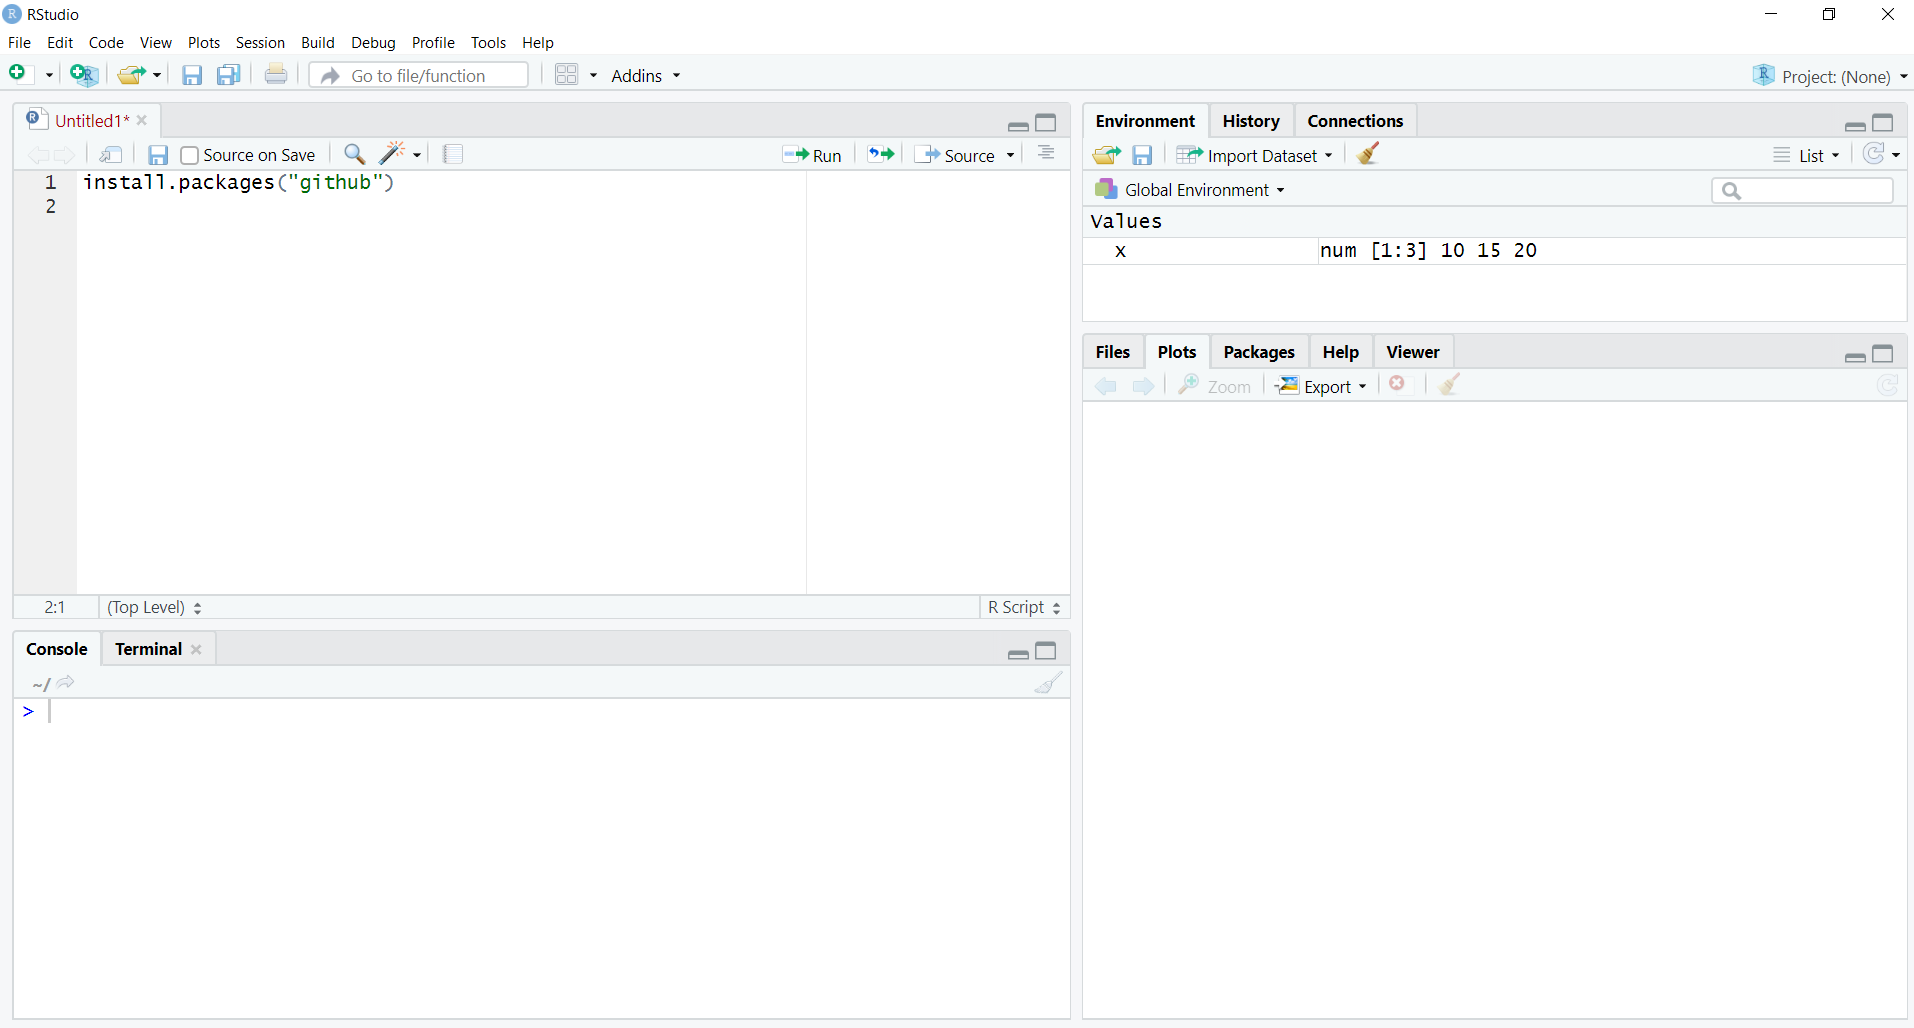 RStudio
File Edit Code View Plots Session Build Debug Profile Tools Help
Go to file/function Addins Project: (None)
Untitled1*
Source on Save Run Source
1 install.packages("github")
2
2:1 (Top Level) R Script
Console Terminal
~/
>
Environment History Connections
Import Dataset List
Global Environment
Values
x num [1:3] 10 15 20
Files Plots Packages Help Viewer
Zoom Export